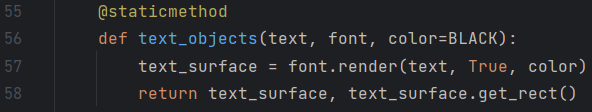 55 @staticmethod
56 def text_objects(text, font, color=BLACK):
57 text_surface = font.render(text, True, color)
58 return text_surface, text_surface.get_rect()